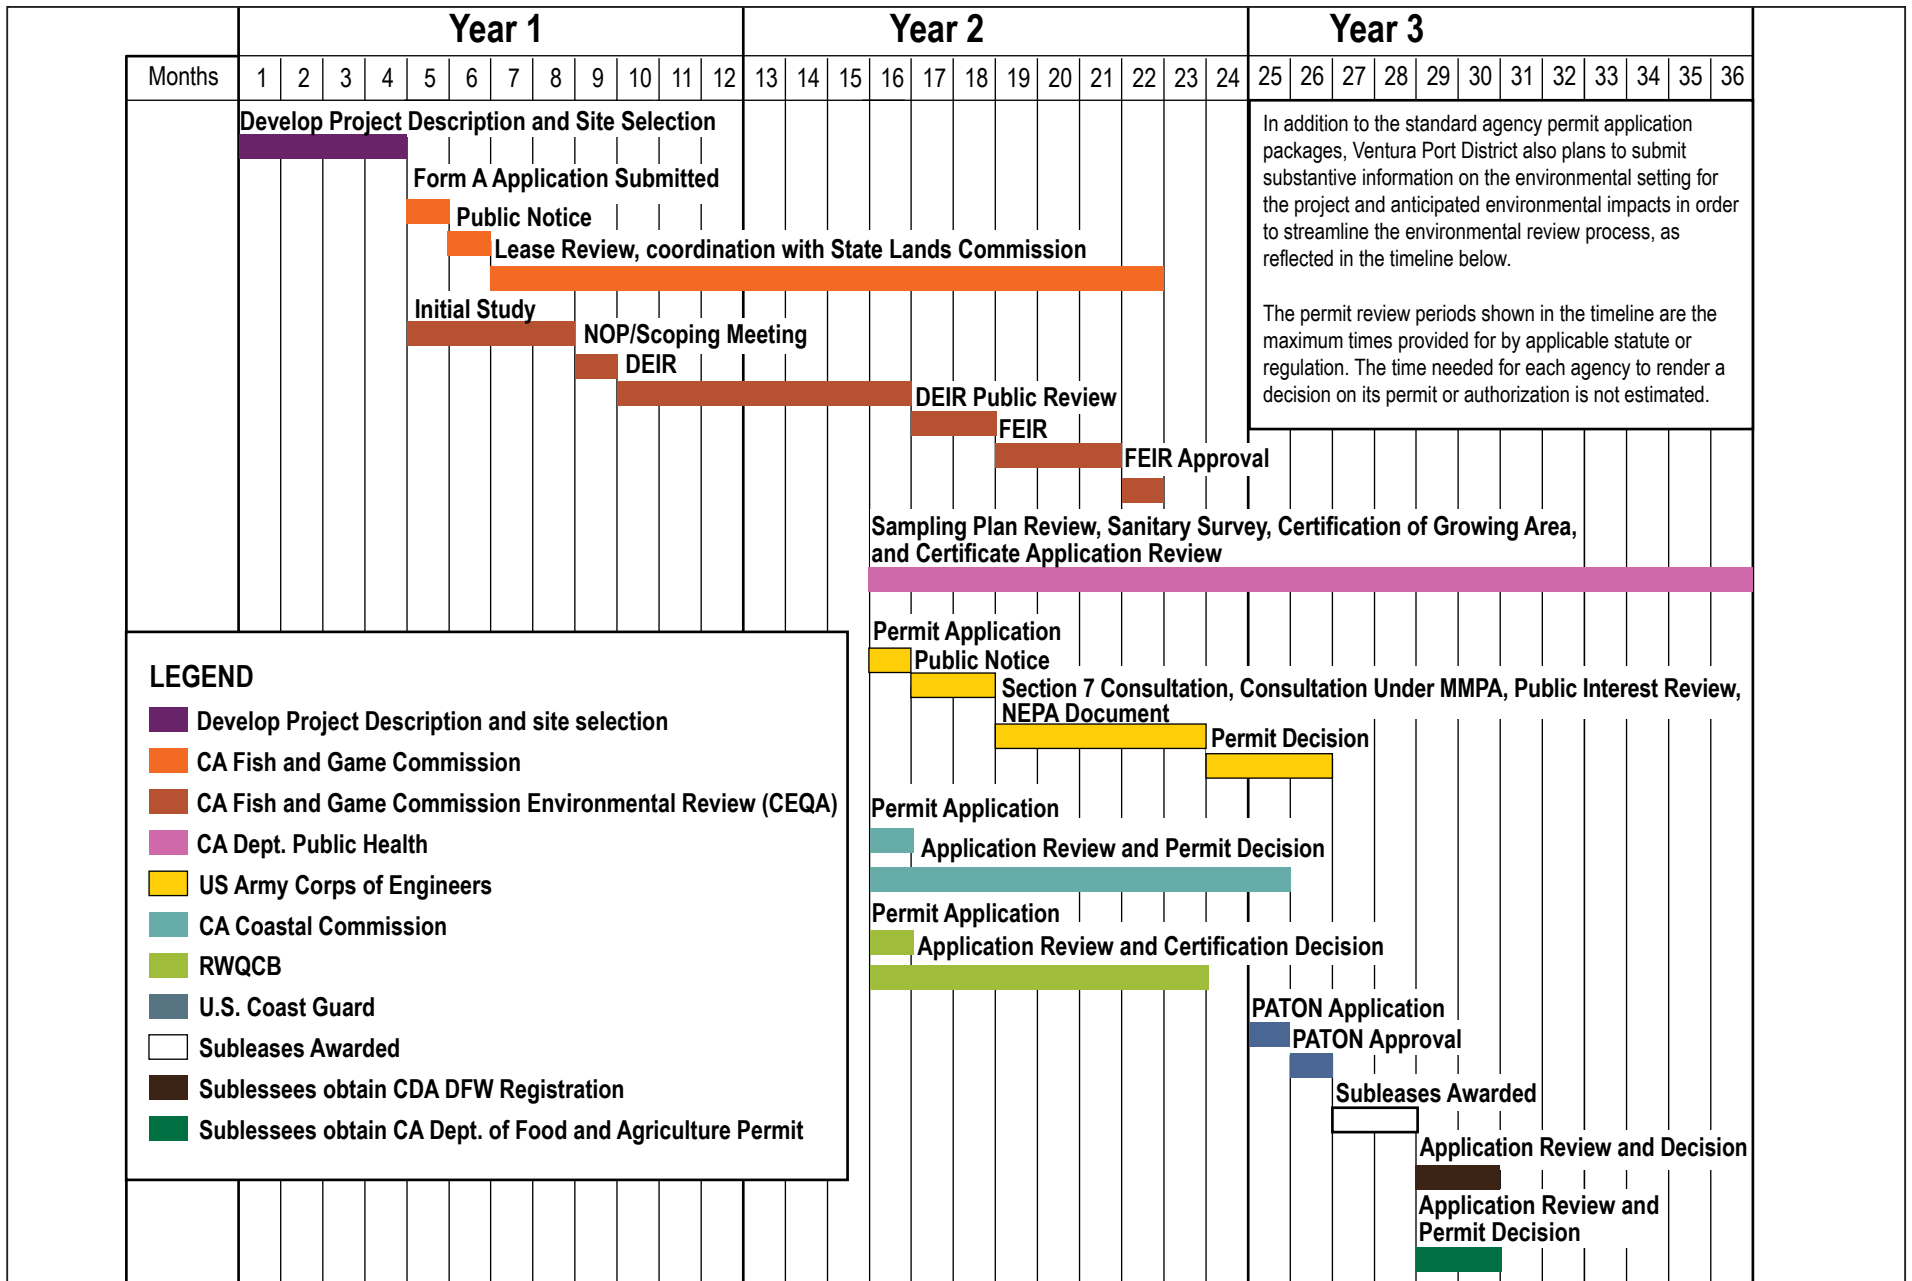 Year 1
Year 2
Year 3
Months
1 2 3 4 5 6 7 8 9 10 11 12 13 14 15 16 17 18 19 20 21 22 23 24 25 26 27 28 29 30 31 32 33 34 35 36
In addition to the standard agency permit application
packages, Ventura Port District also plans to submit
substantive information on the environmental setting for
the project and anticipated environmental impacts in order
to streamline the environmental review process, as
reflected in the timeline below.
The permit review periods shown in the timeline are the
maximum times provided for by applicable statute or
regulation. The time needed for each agency to render a
decision on its permit or authorization is not estimated.
Develop Project Description and Site Selection
Form A Application Submitted
Public Notice
Lease Review, coordination with State Lands Commission
Initial Study
NOP/Scoping Meeting
DEIR
DEIR Public Review
FEIR
FEIR Approval
Sampling Plan Review, Sanitary Survey, Certification of Growing Area,
and Certificate Application Review
Permit Application
Public Notice
Section 7 Consultation, Consultation Under MMPA, Public Interest Review,
NEPA Document
Permit Decision
Permit Application
Application Review and Permit Decision
Permit Application
Application Review and Certification Decision
PATON Application
PATON Approval
Subleases Awarded
Application Review and Decision
Application Review and
Permit Decision
LEGEND
Develop Project Description and site selection
CA Fish and Game Commission
CA Fish and Game Commission Environmental Review (CEQA)
CA Dept. Public Health
US Army Corps of Engineers
CA Coastal Commission
RWQCB
U.S. Coast Guard
Subleases Awarded
Sublessees obtain CDA DFW Registration
Sublessees obtain CA Dept. of Food and Agriculture Permit